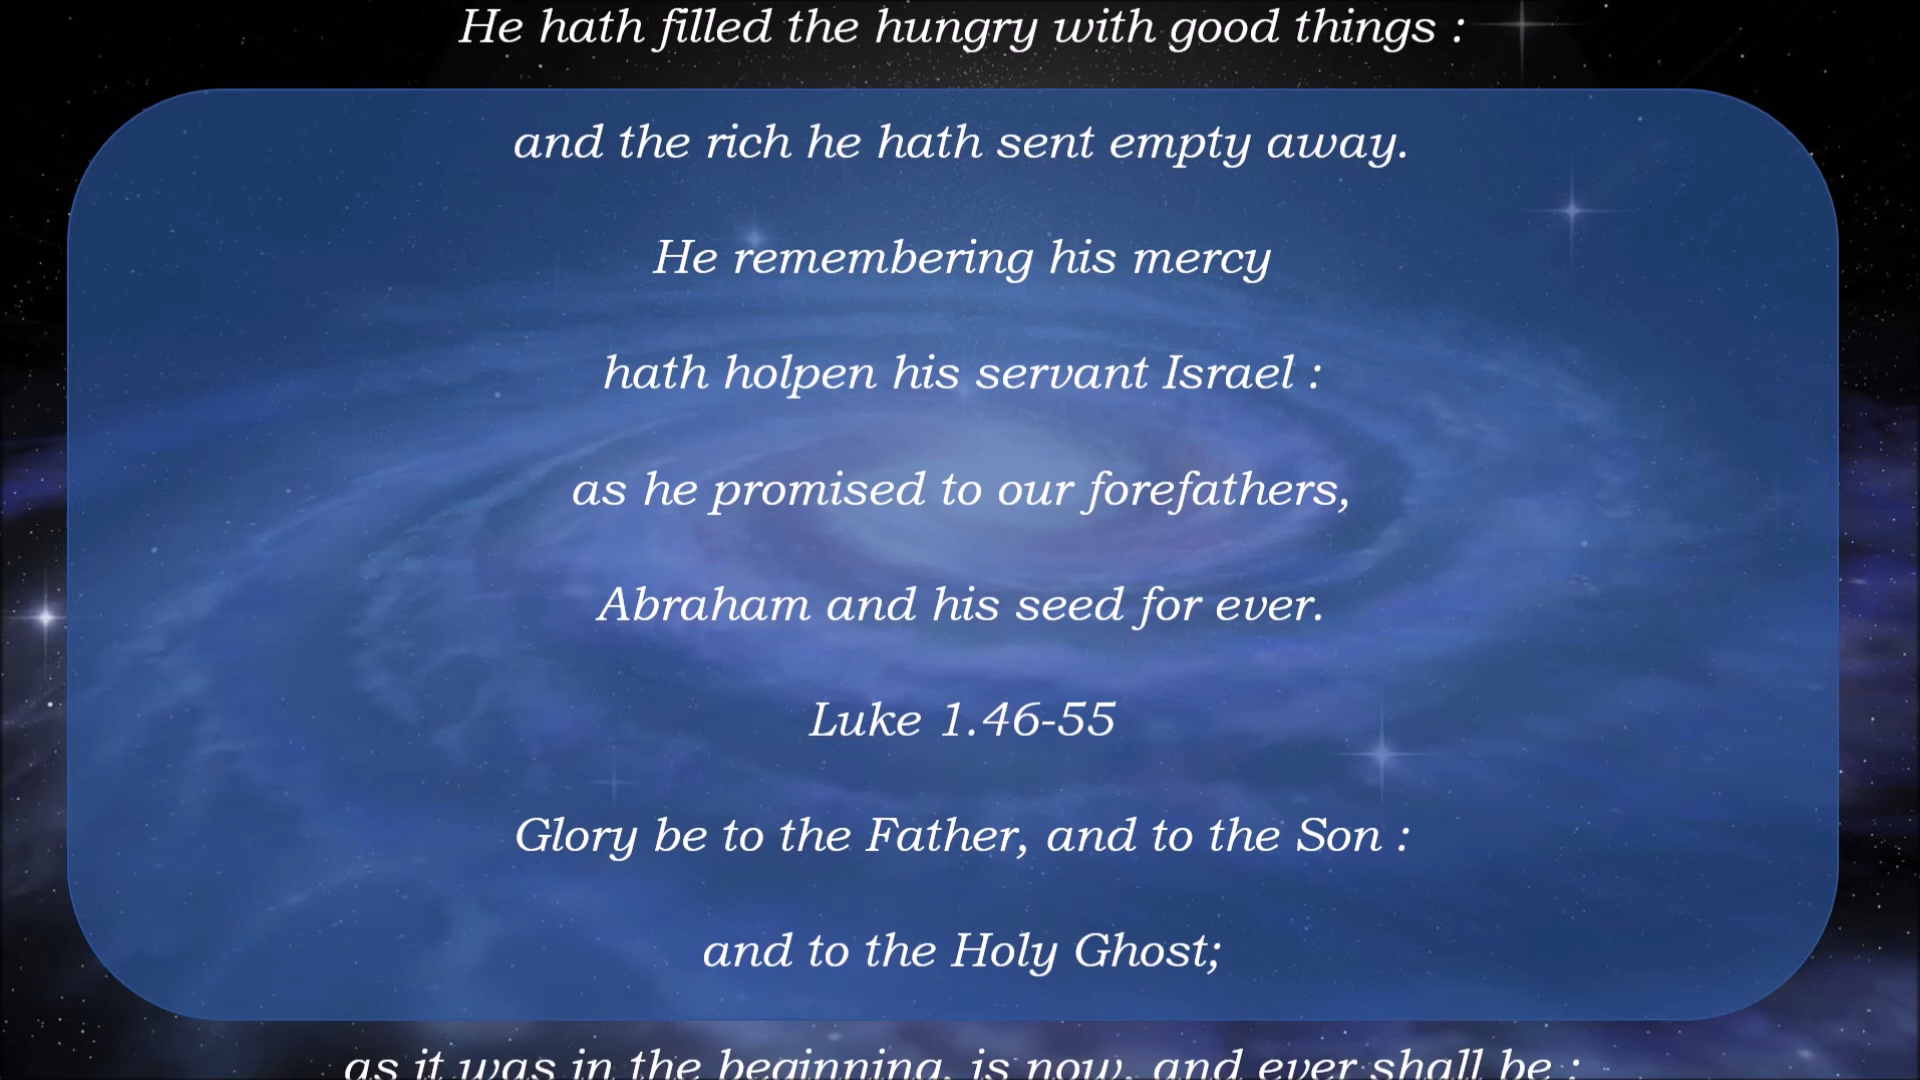 He hath filled the hungry with good things :
and the rich he hath sent empty away.
He remembering his mercy
hath holpen his servant Israel :
as he promised to our forefathers,
Abraham and his seed for ever.
Luke 1.46-55
Glory be to the Father, and to the Son :
and to the Holy Ghost;
as it was in the beginning, is now, and ever shall be :